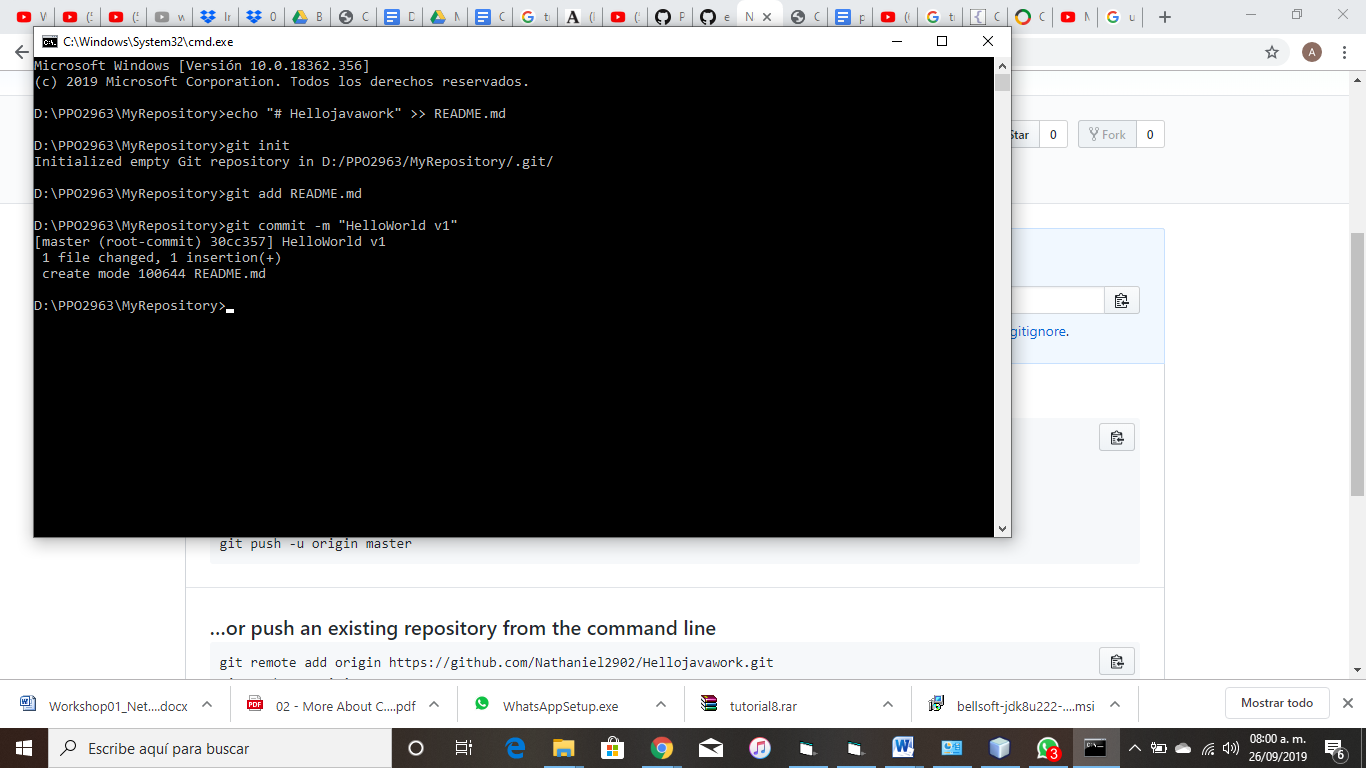 C:\Windows\System32\cmd.exe
Microsoft Windows [Versión 10.0.18362.356]
(c) 2019 Microsoft Corporation. Todos los derechos reservados.
D:\PPO2963\MyRepository>echo "# Hellojavawork" >> README.md
D:\PPO2963\MyRepository>git init
Initialized empty Git repository in D:/PPO2963/MyRepository/.git/
D:\PPO2963\MyRepository>git add README.md
D:\PPO2963\MyRepository>git commit -m "HelloWorld v1"
[master (root-commit) 30cc357] HelloWorld v1
1 file changed, 1 insertion(+)
create mode 100644 README.md
D:\PPO2963\MyRepository>
Star 0 Fork 0
gitignore.
git push -u origin master
…or push an existing repository from the command line
git remote add origin https://github.com/Nathaniel2902/Hellojavawork.git
Workshop01_Net....docx 02 - More About C....pdf WhatsAppSetup.exe tutorial8.rar bellsoft-jdk8u222-....msi Mostrar todo
Escribe aquí para buscar
08:00 a. m.
26/09/2019